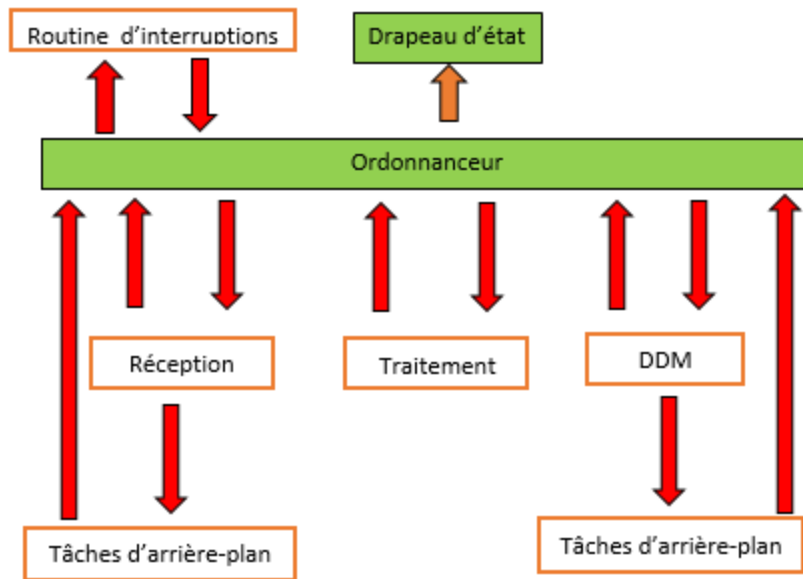 Routine d'interruptions
Drapeau d'état
Ordonnanceur
Réception
Traitement
DDM
Tâches d'arrière-plan
Tâches d'arrière-plan